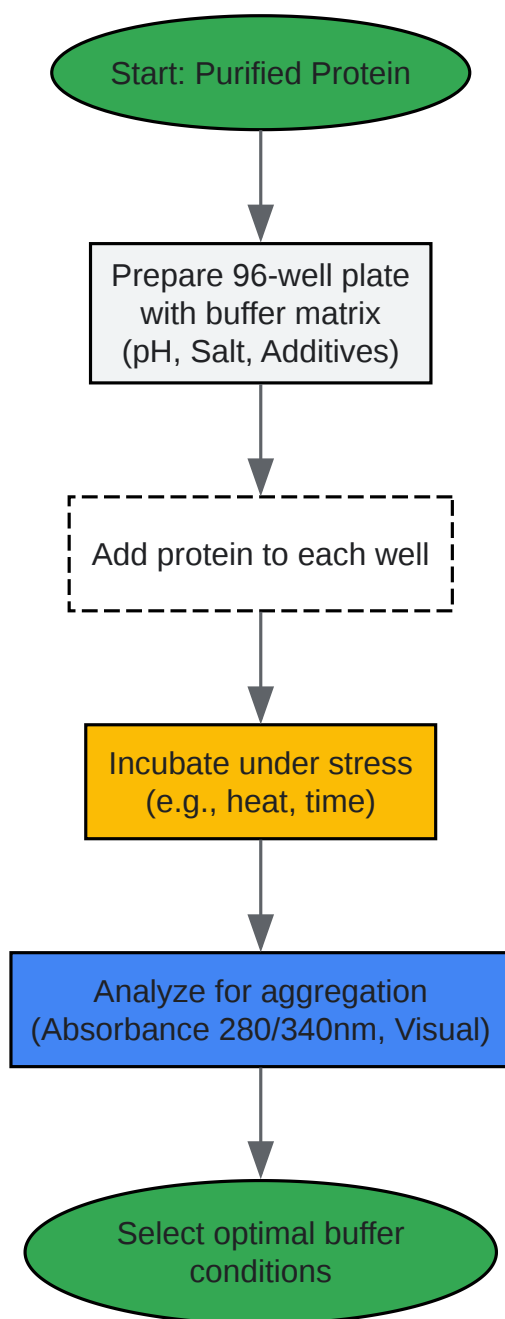 Start: Purified Protein
Prepare 96-well plate
with buffer matrix
(pH, Salt, Additives)
Add protein to each well
Incubate under stress
(e.g., heat, time)
Analyze for aggregation
(Absorbance 280/340nm, Visual)
Select optimal buffer
conditions